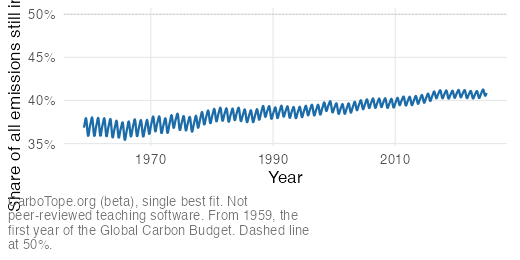 Share of all emissions still in
50%
45%
40%
35%
1970
1990
2010
Year
CarboTope.org (beta), single best fit. Not
peer-reviewed teaching software. From 1959, the
first year of the Global Carbon Budget. Dashed line
at 50%.